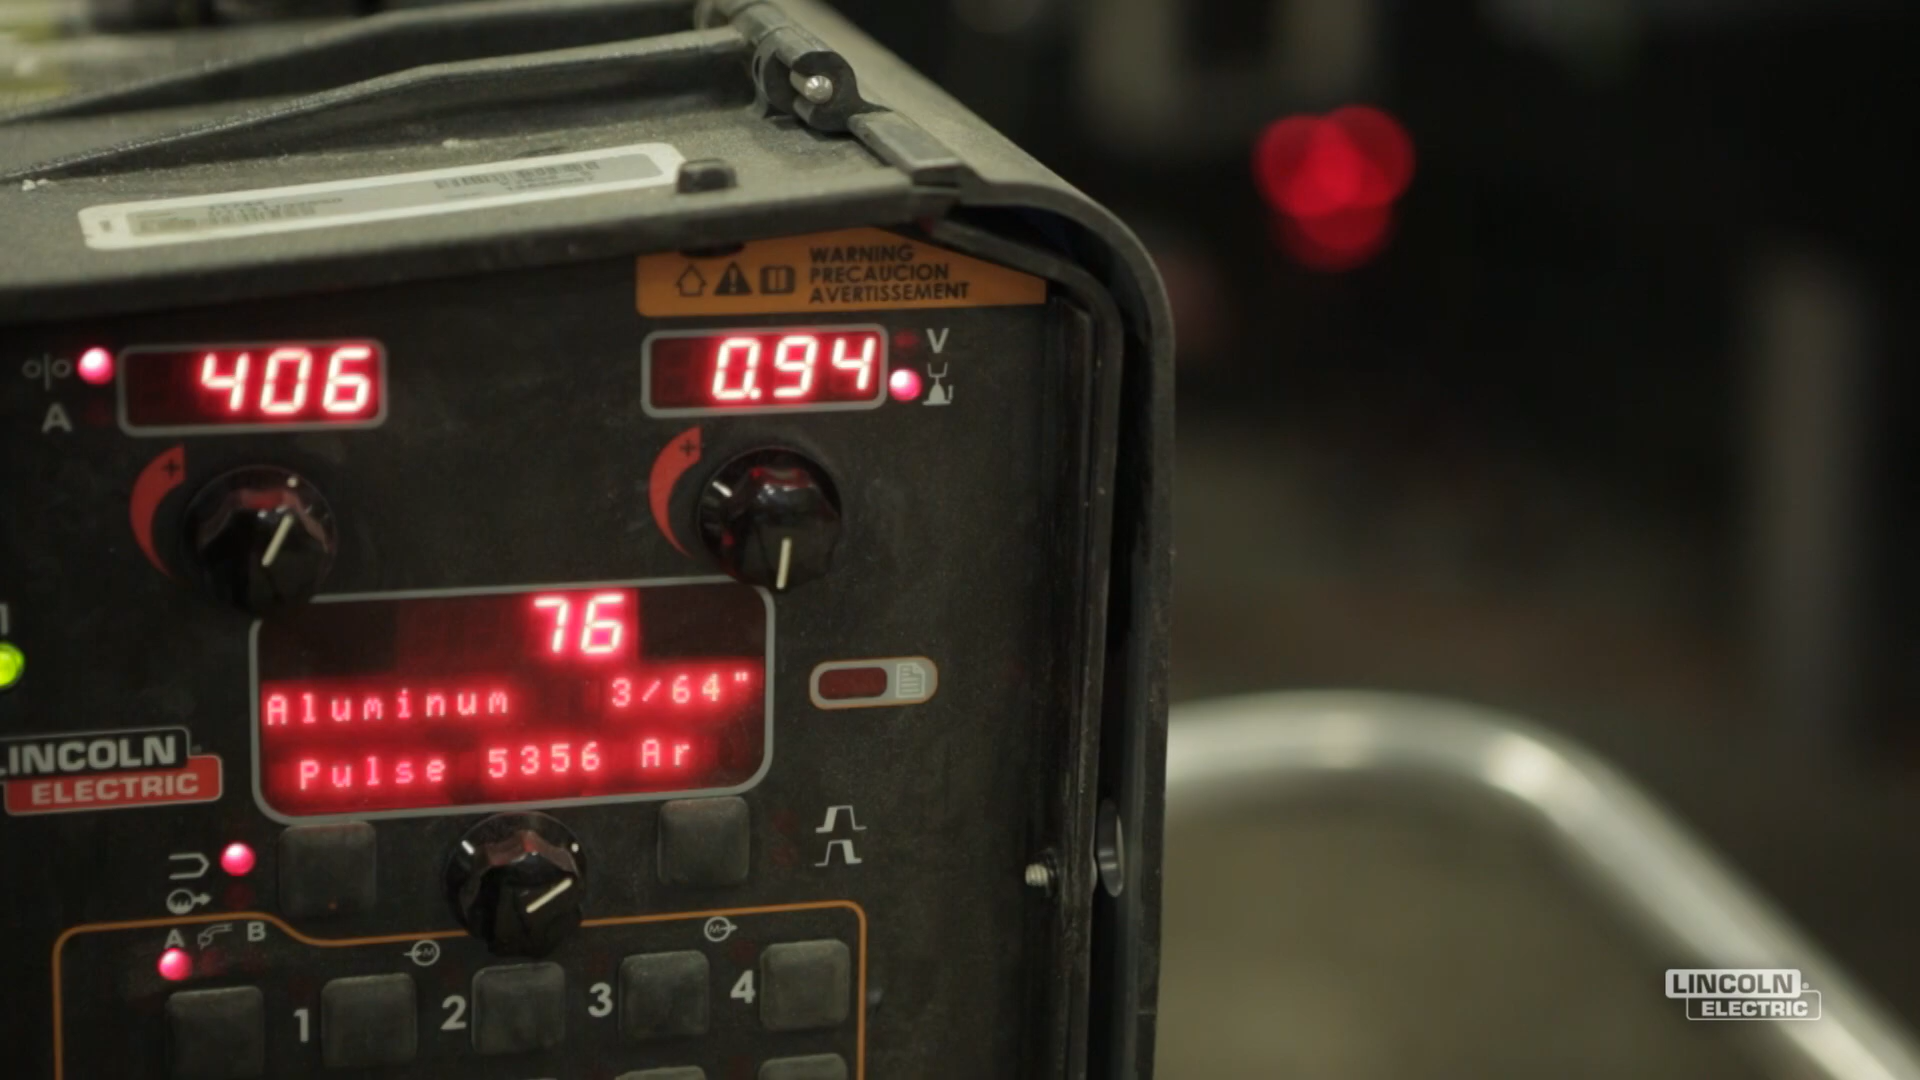 WARNING
PRECAUCION
AVERTISSEMENT
406
0.94
V
A
+
+
76
Aluminum 3/64"
Pulse 5356 Ar
LINCOLN
ELECTRIC
A B
1 2 3 4
LINCOLN
ELECTRIC